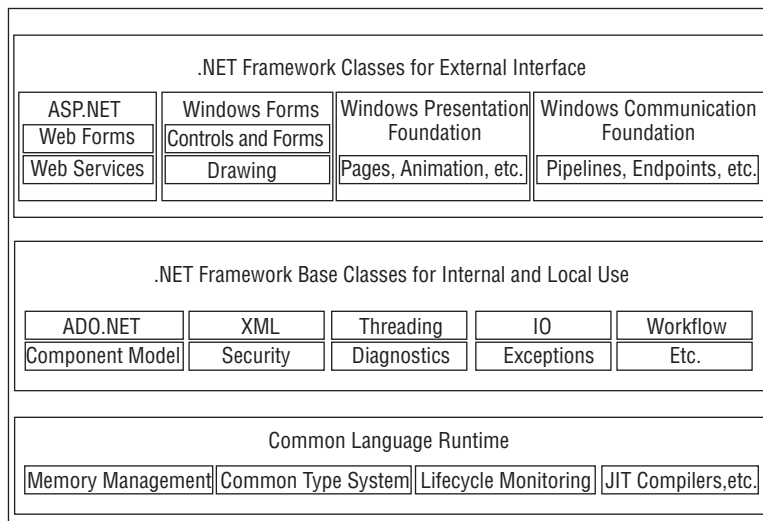 .NET Framework Classes for External Interface
ASP.NET
Web Forms
Web Services
Windows Forms
Controls and Forms
Drawing
Windows Presentation
Foundation
Pages, Animation, etc.
Windows Communication
Foundation
Pipelines, Endpoints, etc.
.NET Framework Base Classes for Internal and Local Use
ADO.NET
XML
Threading
IO
Workflow
Component Model
Security
Diagnostics
Exceptions
Etc.
Common Language Runtime
Memory Management
Common Type System
Lifecycle Monitoring
JIT Compilers,etc.